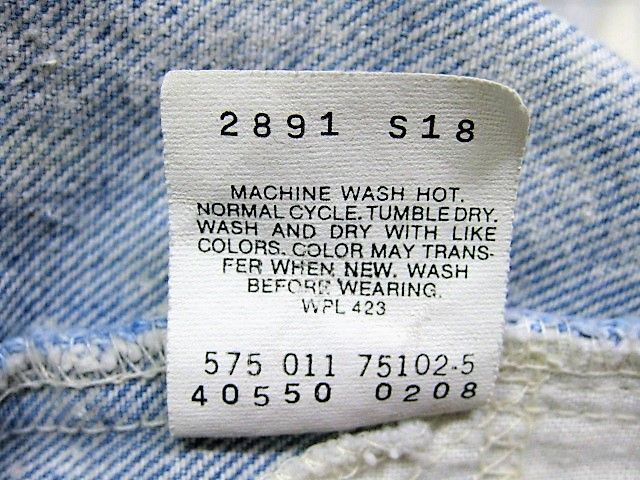 2891 S18
MACHINE WASH HOT.
NORMAL CYCLE. TUMBLE DRY.
WASH AND DRY WITH LIKE
COLORS. COLOR MAY TRANS-
FER WHEN NEW. WASH
BEFORE WEARING.
WPL 423
575 011 75102-5
40550 0208